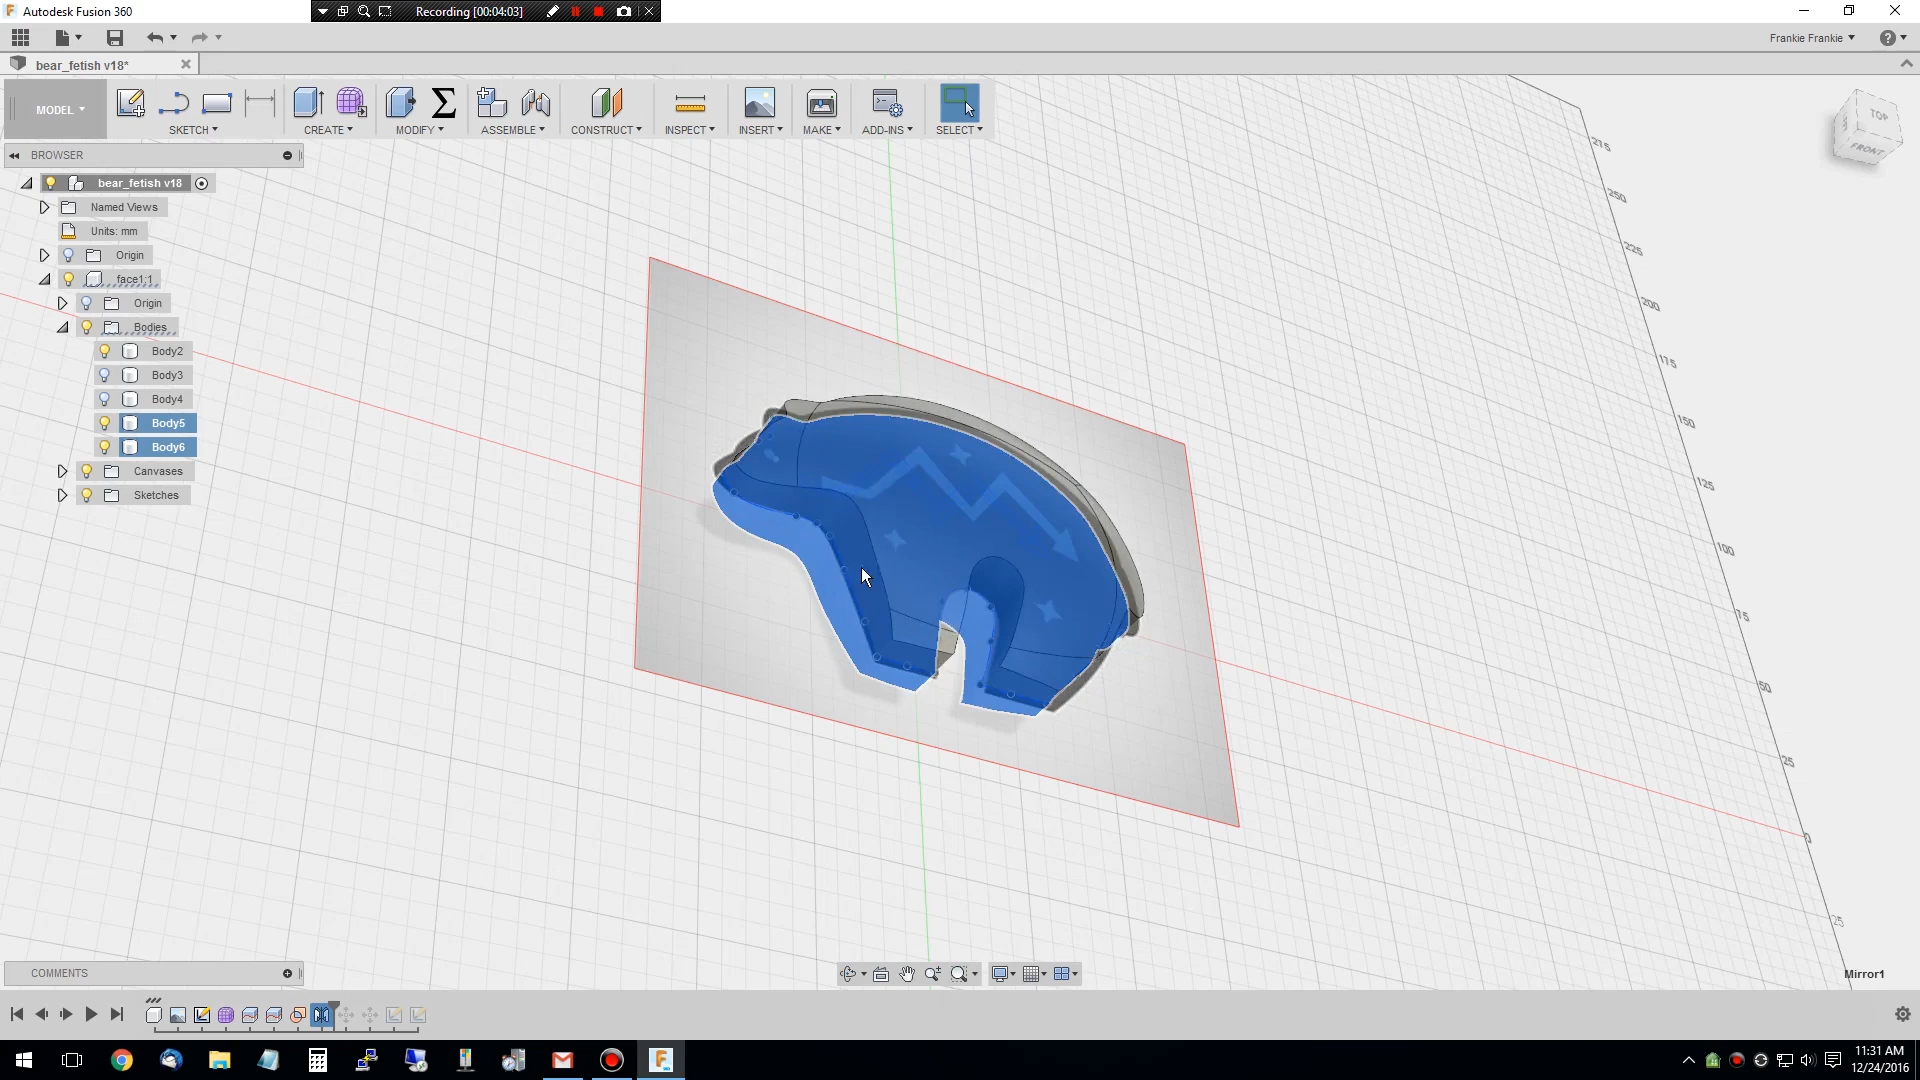 Autodesk Fusion 360
Recording [00:04:03]
Frankie Frankie
bear_fetish v18*
MODEL
SKETCH
CREATE
MODIFY
ASSEMBLE
CONSTRUCT
INSPECT
INSERT
MAKE
ADD-INS
SELECT
BROWSER
bear_fetish v18
Named Views
Units: mm
Origin
face1:1
Origin
Bodies
Body2
Body3
Body4
Body5
Body6
Canvases
Sketches
TOP
FRONT
275
250
225
200
175
150
125
100
75
50
25
0
25
COMMENTS
Mirror1
11:31 AM
12/24/2016